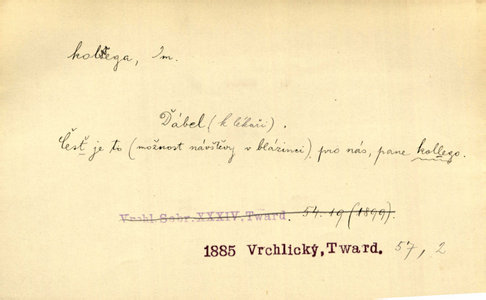 kollega, Im.
Ďábel (k lékaři).
Čest' je to (možnost návštěvy v blázinci) pro nás, pane kollego.
Vrchl. Sebr. XXXIV. Tward. 54. 19 (1899).
1885 Vrchlický, Tward. 57, 2